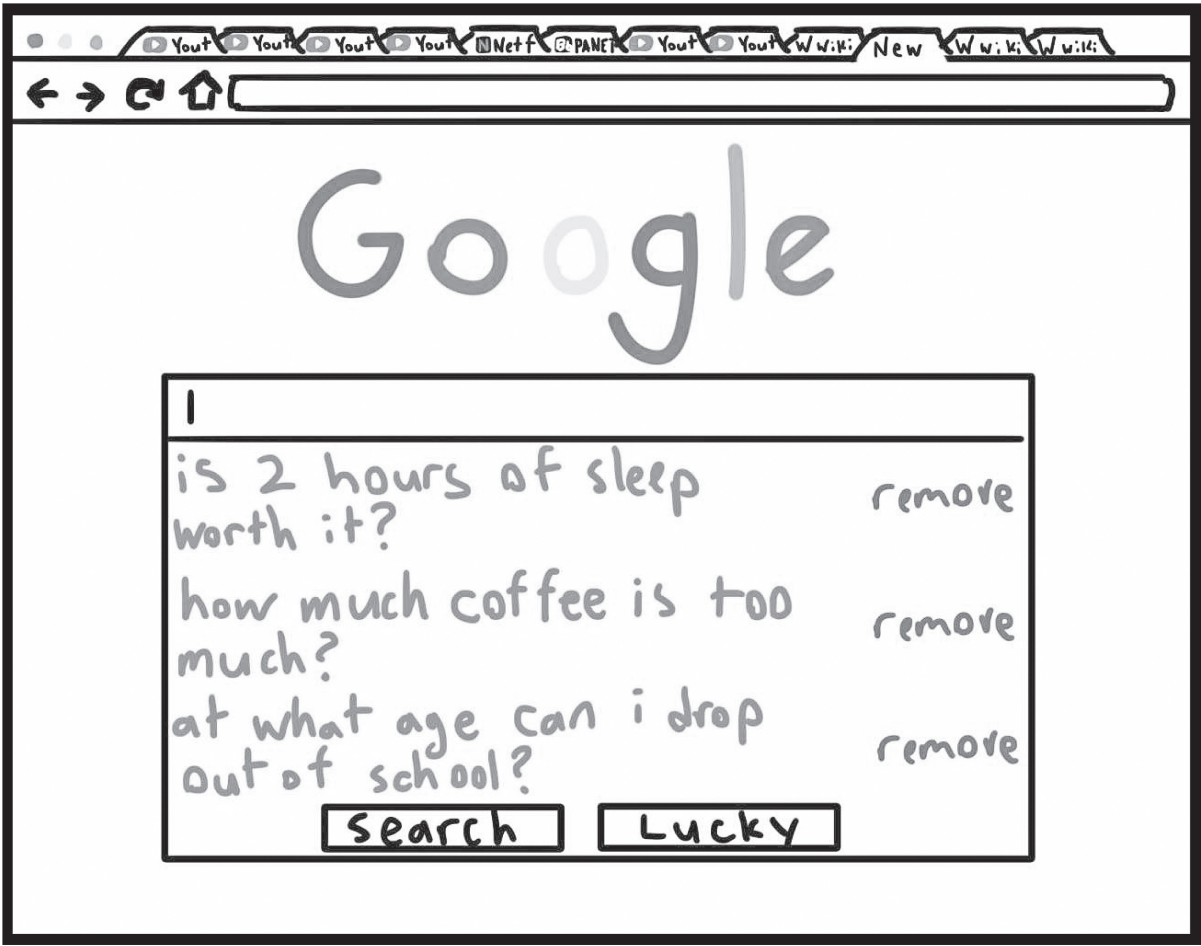 Yout Yout Yout Yout N Netf PANET Yout Yout W Wiki New W Wiki W Wiki
Google
is 2 hours of sleep
worth it?
remove
how much coffee is too
much?
remove
at what age can i drop
out of school?
remove
Search Lucky